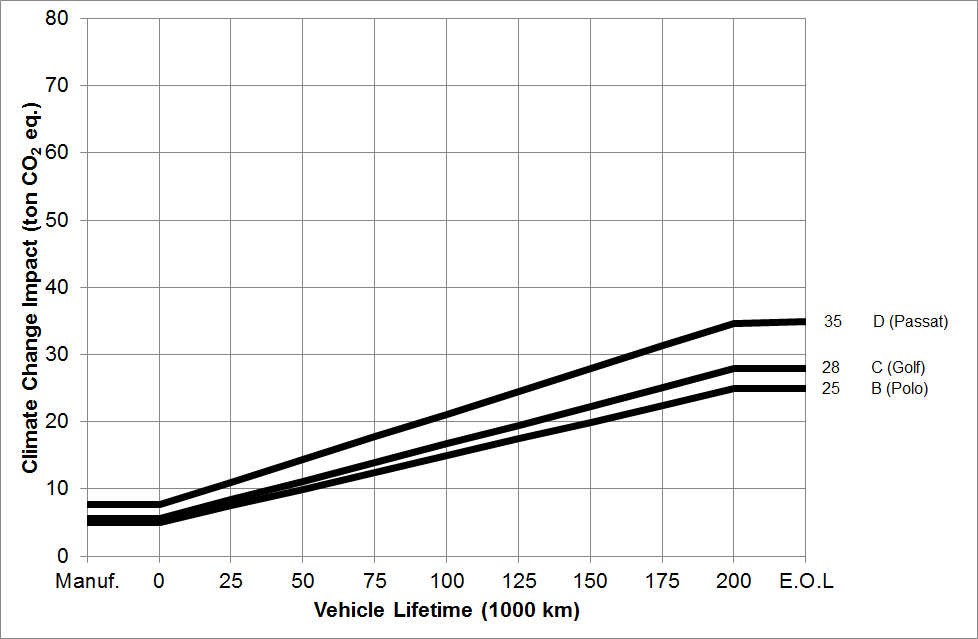 80
70
60
50
40
30
20
10
0
Climate Change Impact (ton CO₂ eq.)
35 D (Passat)
28 C (Golf)
25 B (Polo)
Manuf. 0 25 50 75 100 125 150 175 200 E.O.L
Vehicle Lifetime (1000 km)